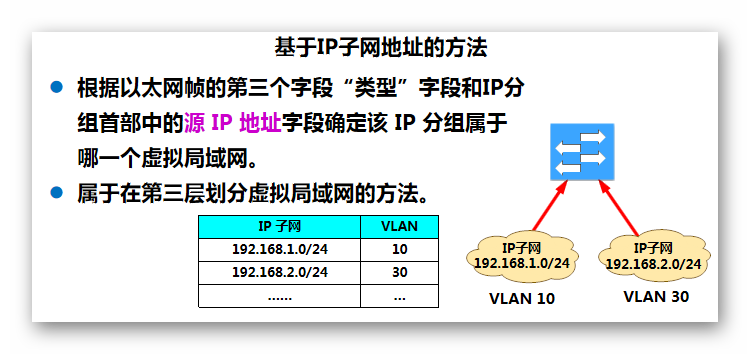 基于IP子网地址的方法
根据以太网帧的第三个字段“类型”字段和IP分
组首部中的源 IP 地址字段确定该 IP 分组属于
哪一个虚拟局域网。
属于在第三层划分虚拟局域网的方法。
IP 子网 VLAN
192.168.1.0/24 10
192.168.2.0/24 30
...... ...
IP子网
192.168.1.0/24
VLAN 10
IP子网
192.168.2.0/24
VLAN 30